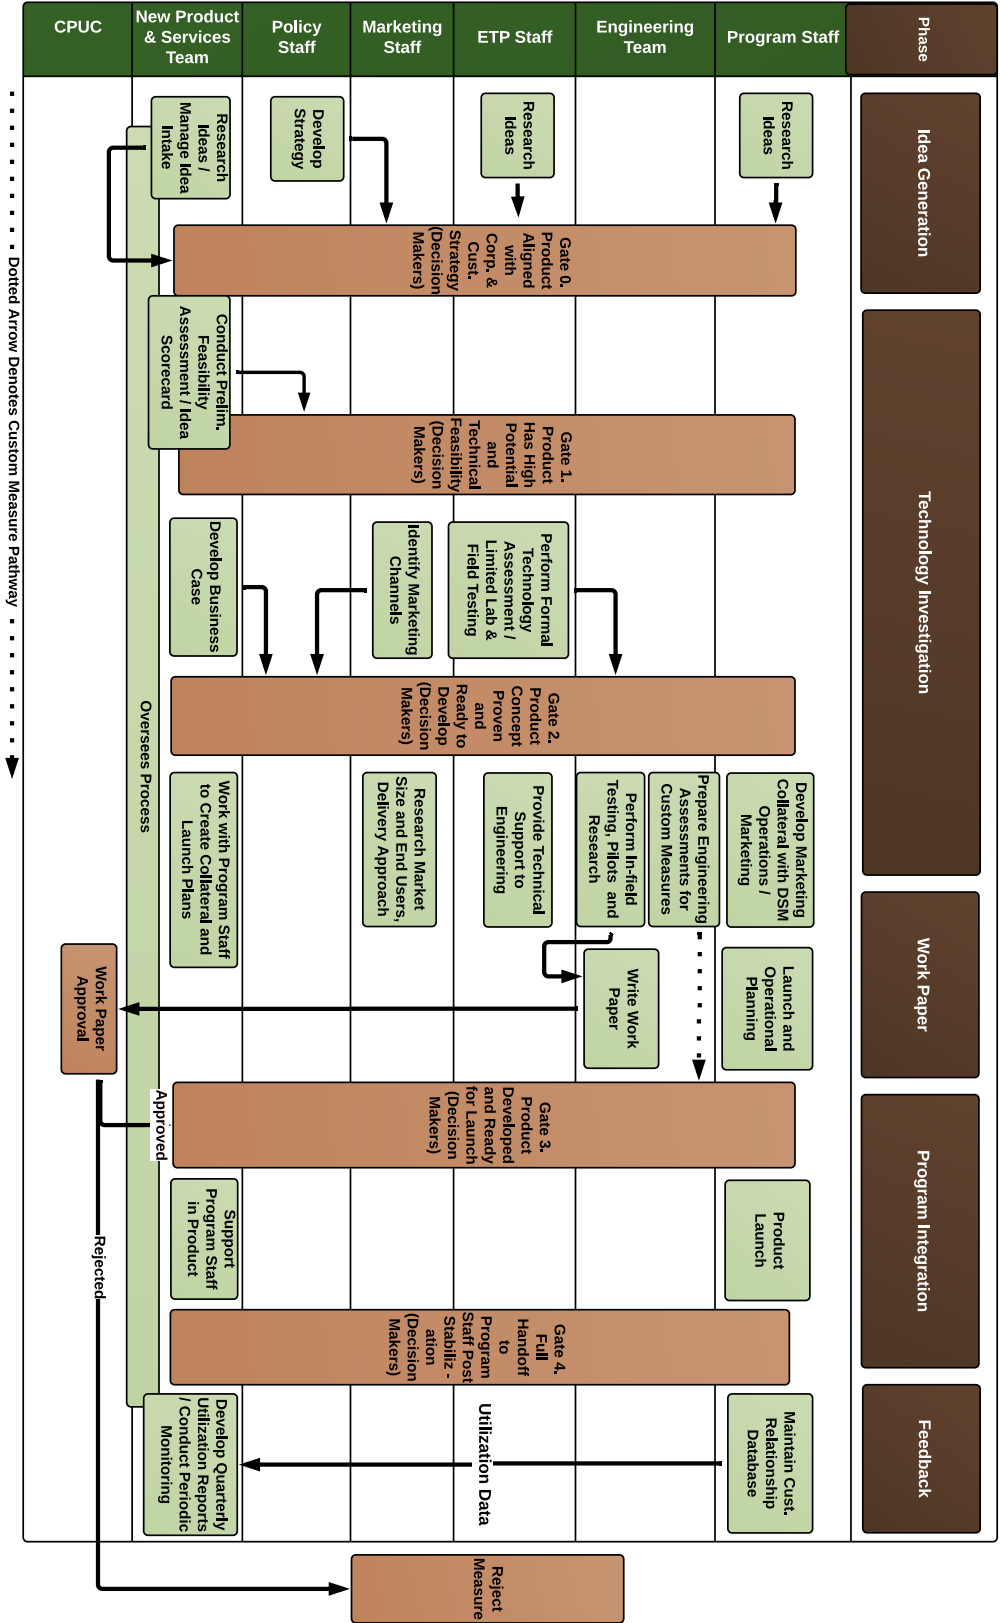 CPUC
New Product
& Services
Team
Policy
Staff
Marketing
Staff
ETP Staff
Engineering
Team
Program Staff
Phase
Idea Generation
Research
Ideas /
Manage Idea
Intake
Develop
Strategy
Research
Ideas
Research
Ideas
Gate 0.
Product
Aligned
with
Corp. &
Cust.
Strategy
(Decision
Makers)
Technology Investigation
Conduct Prelim.
Feasibility
Assessment / Idea
Scorecard
Gate 1.
Product
Has High
Potential
and
Technical
Feasibility
(Decision
Makers)
Develop Business
Case
Identify Marketing
Channels
Perform Formal
Technology
Assessment /
Limited Lab &
Field Testing
Gate 2.
Product
Concept
Proven
and
Ready to
Develop
(Decision
Makers)
Oversees Process
Work with Program Staff
to Create Collateral and
Launch Plans
Research Market
Size and End Users,
Delivery Approach
Provide Technical
Support to
Engineering
Perform In-field
Testing, Pilots and
Research
Prepare Engineering
Assessments for
Custom Measures
Develop Marketing
Collateral with DSM
Operations /
Marketing
Work Paper
Work Paper
Approval
Write Work
Paper
Launch and
Operational
Planning
Approved
Rejected
Gate 3.
Product
Developed
and Ready
for Launch
(Decision
Makers)
Program Integration
Support
Program Staff
in Product
Product
Launch
Gate 4.
Full
Handoff
to
Program
Staff Post
Stabiliz -
ation
(Decision
Makers)
Feedback
Develop Quarterly
Utilization Reports
/ Conduct Periodic
Monitoring
Utilization Data
Maintain Cust.
Relationship
Database
Reject
Measure
Dotted Arrow Denotes Custom Measure Pathway